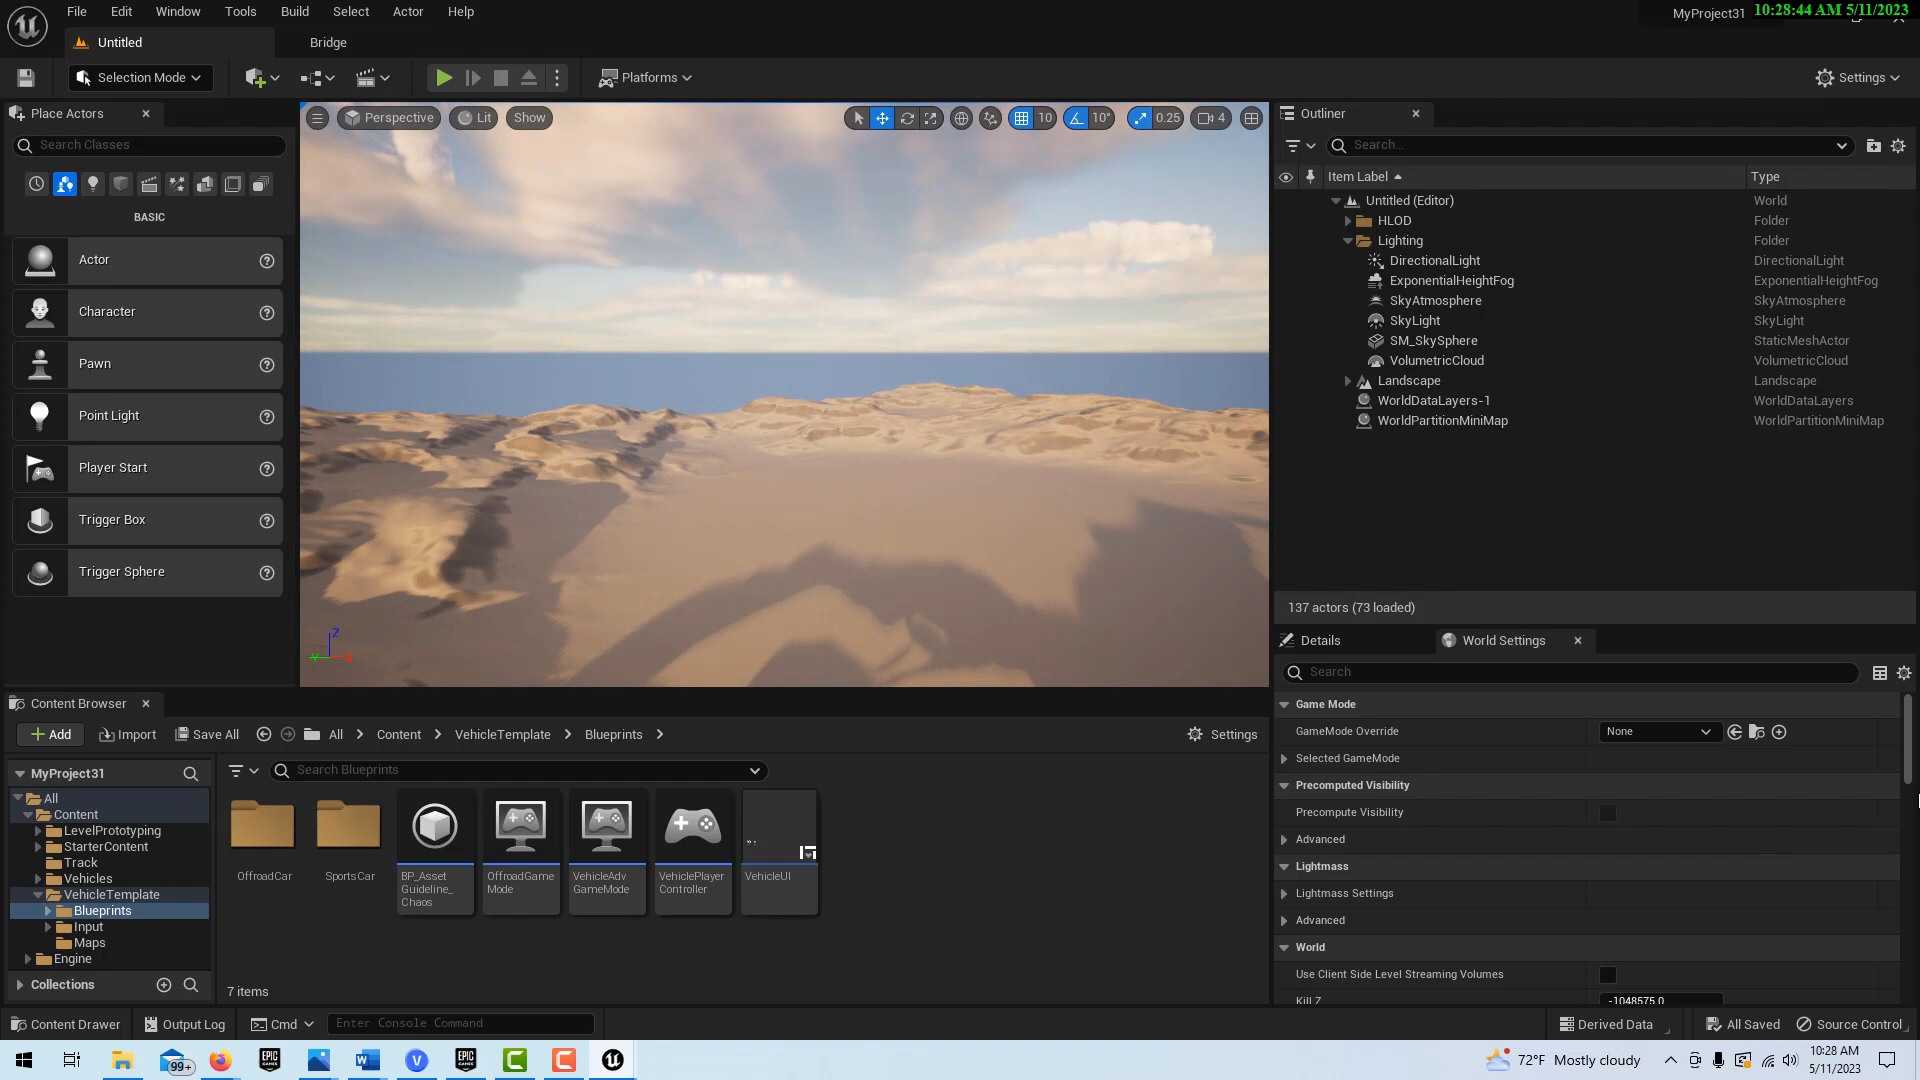 File Edit Window Tools Build Select Actor Help
MyProject31 10:28:44 AM 5/11/2023
Untitled Bridge
Selection Mode Platforms Settings
Place Actors
Search Classes
BASIC
Actor
Character
Pawn
Point Light
Player Start
Trigger Box
Trigger Sphere
Perspective Lit Show 10 10° 0.25 4
Z
Outliner
Search...
Item Label Type
Untitled (Editor) World
HLOD Folder
Lighting Folder
DirectionalLight DirectionalLight
ExponentialHeightFog ExponentialHeightFog
SkyAtmosphere SkyAtmosphere
SkyLight SkyLight
SM_SkySphere StaticMeshActor
VolumetricCloud VolumetricCloud
Landscape Landscape
WorldDataLayers-1 WorldDataLayers
WorldPartitionMiniMap WorldPartitionMiniMap
137 actors (73 loaded)
Details World Settings
Search
Game Mode
GameMode Override None
Selected GameMode
Precomputed Visibility
Precompute Visibility
Advanced
Lightmass
Lightmass Settings
Advanced
World
Use Client Side Level Streaming Volumes
Kill Z -1048575.0
Content Browser
Add Import Save All All Content VehicleTemplate Blueprints Settings
MyProject31
Search Blueprints
All
Content
LevelPrototyping
StarterContent
Track
Vehicles
VehicleTemplate
Blueprints
Input
Maps
Engine
Collections
OffroadCar
SportsCar
BP_Asset
Guideline_
Chaos
OffroadGame
Mode
VehicleAdv
GameMode
VehiclePlayer
Controller
VehicleUI
7 items
Content Drawer Output Log Cmd Enter Console Command Derived Data All Saved Source Control
99+ EPIC GAMES EPIC GAMES 72°F Mostly cloudy 10:28 AM
5/11/2023